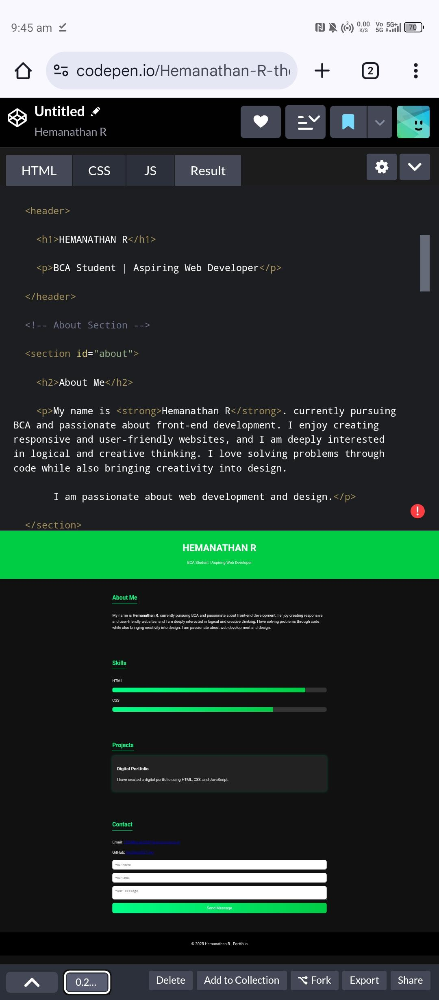 9:45 am
2
0.00 K/S
Vo 5G
5G+
70
codepen.io/Hemanathan-R-the
2
Untitled
Hemanathan R
HTML CSS JS Result
<header>
<h1>HEMANATHAN R</h1>
<p>BCA Student | Aspiring Web Developer</p>
</header>
<!-- About Section -->
<section id="about">
<h2>About Me</h2>
<p>My name is <strong>Hemanathan R</strong>. currently pursuing
BCA and passionate about front-end development. I enjoy creating
responsive and user-friendly websites, and I am deeply interested
in logical and creative thinking. I love solving problems through
code while also bringing creativity into design.
I am passionate about web development and design.</p>
</section>
HEMANATHAN R
BCA Student | Aspiring Web Developer
About Me
My name is Hemanathan R. currently pursuing BCA and passionate about front-end development. I enjoy creating responsive
and user-friendly websites, and I am deeply interested in logical and creative thinking. I love solving problems through code
while also bringing creativity into design. I am passionate about web development and design.
Skills
HTML
CSS
Projects
Digital Portfolio
I have created a digital portfolio using HTML, CSS, and JavaScript.
Contact
Email:
GitHub:
Your Name
Your Email
Your Message
Send Message
© 2025 Hemanathan R - Portfolio
0.2... Delete Add to Collection Fork Export Share